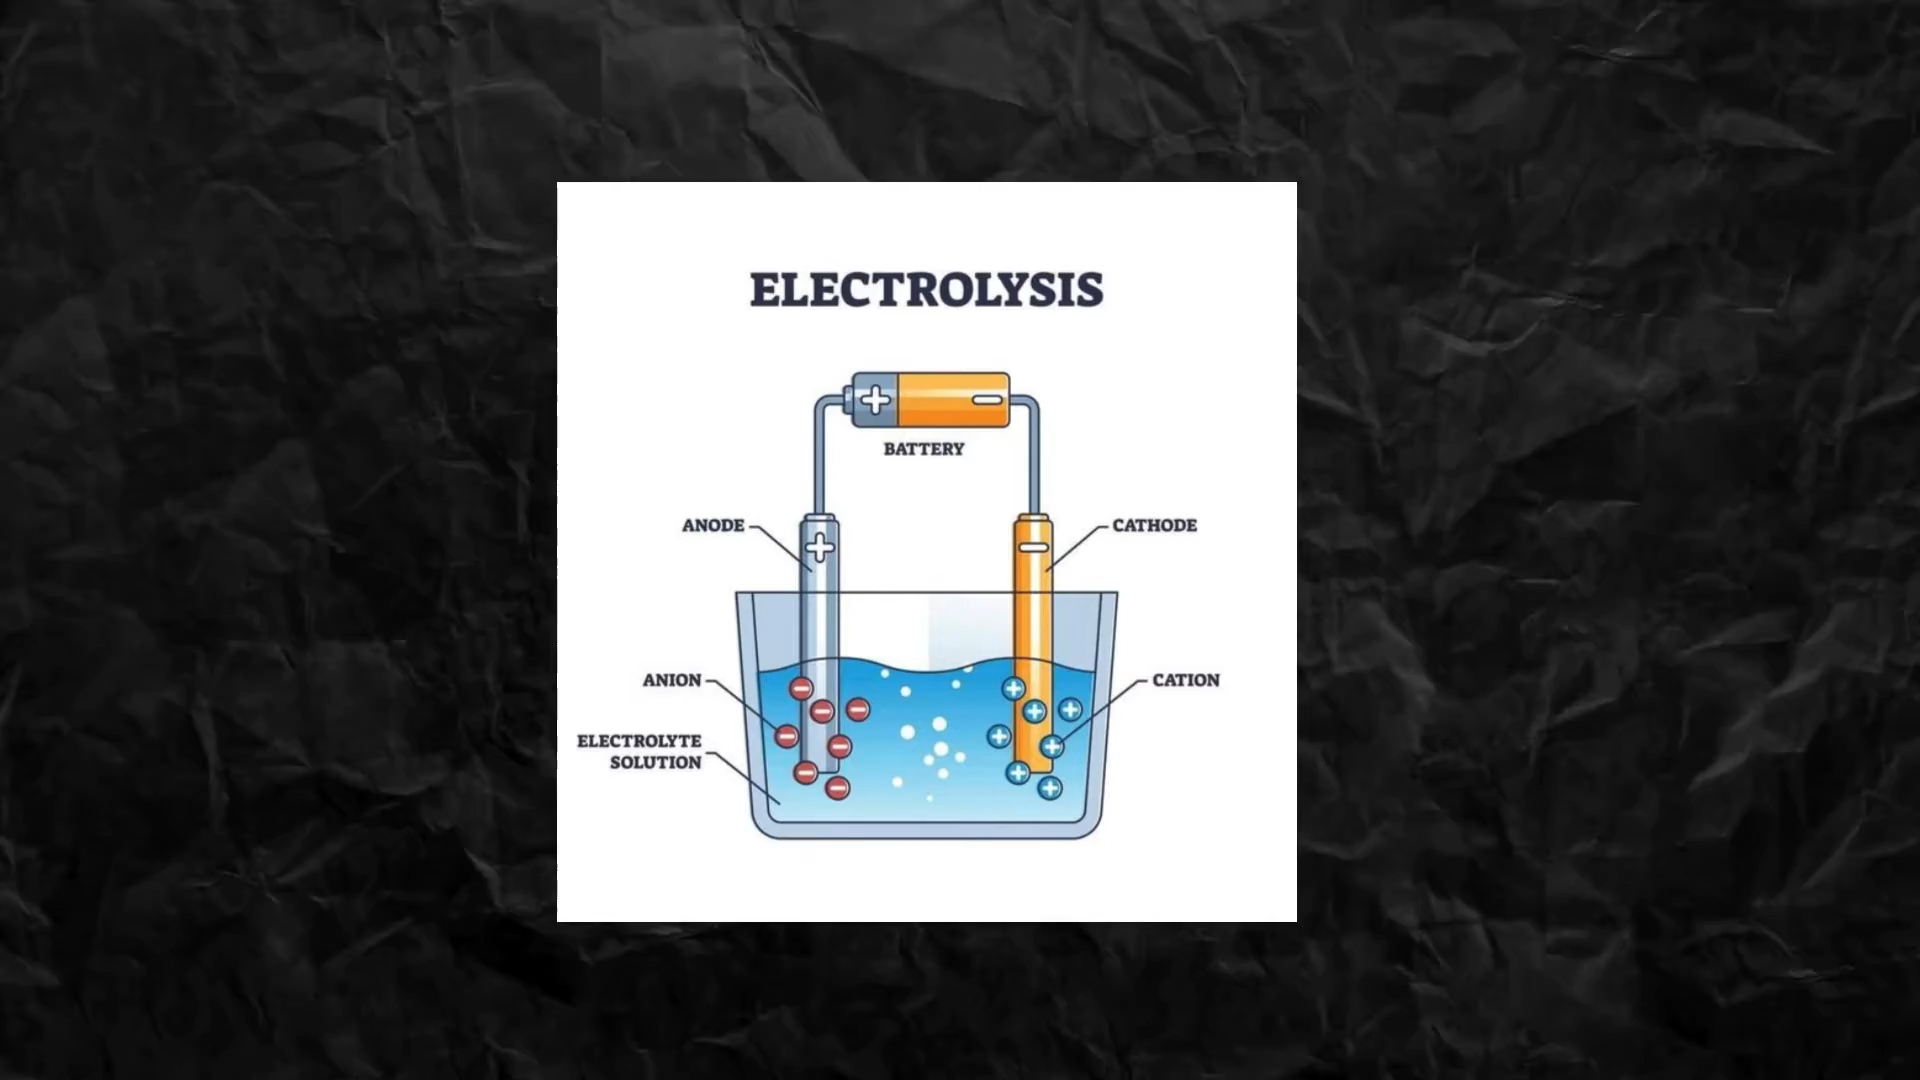 ELECTROLYSIS
BATTERY
ANODE
CATHODE
ANION
CATION
ELECTROLYTE
SOLUTION